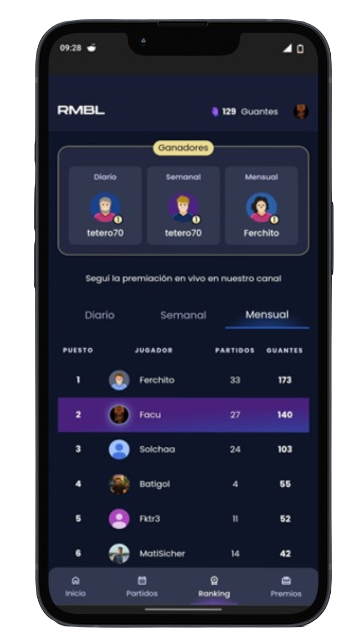 09:28
RMBL
129 Guantes
Ganadores
Diario Semanal Mensual
tetero70 tetero70 Ferchito
Seguí la premiación en vivo en nuestro canal
Diario Semanal Mensual
PUESTO JUGADOR PARTIDOS GUANTES
1 Ferchito 33 173
2 Facu 27 140
3 Solchaa 24 103
4 Batigol 4 55
5 Fktr3 11 52
6 MatiSicher 14 42
Inicio Partidos Ranking Premios